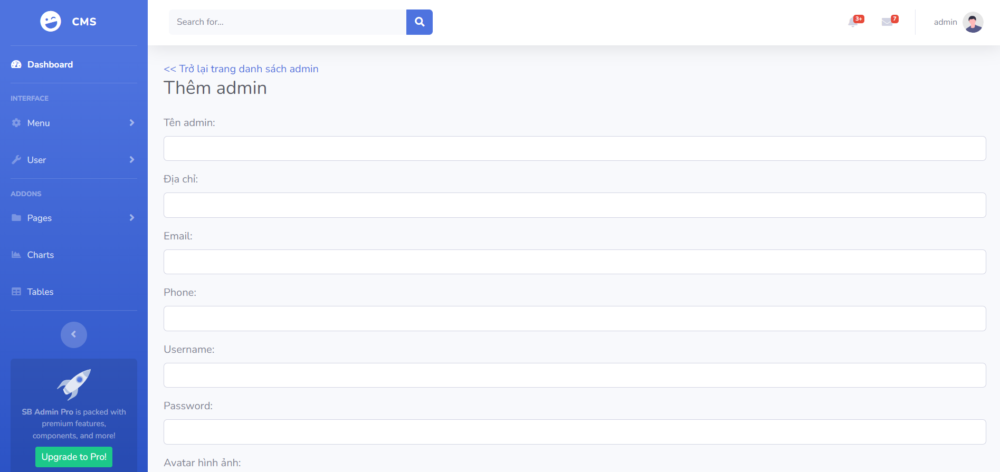 CMS
Dashboard
INTERFACE
Menu
User
ADDONS
Pages
Charts
Tables
SB Admin Pro is packed with
premium features,
components, and more!
Upgrade to Pro!
Search for...
3+
7
admin
<< Trở lại trang danh sách admin
Thêm admin
Tên admin:
Địa chỉ:
Email:
Phone:
Username:
Password:
Avatar hình ảnh: